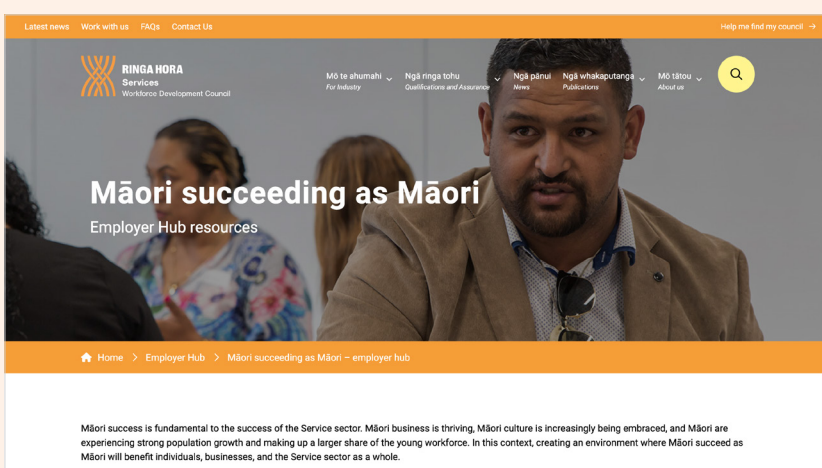 Latest news Work with us FAQs Contact Us Help me find my council →
RINGA HORA
Services
Workforce Development Council
Mō te ahumahi Ngā ringa tohu Ngā pānui Ngā whakaputanga Mō tātou
For Industry Qualifications and Assurance News Publications About us
Māori succeeding as Māori
Employer Hub resources
Home > Employer Hub > Māori succeeding as Māori – employer hub
Māori success is fundamental to the success of the Service sector. Māori business is thriving, Māori culture is increasingly being embraced, and Māori are
experiencing strong population growth and making up a larger share of the young workforce. In this context, creating an environment where Māori succeed as
Māori will benefit individuals, businesses, and the Service sector as a whole.